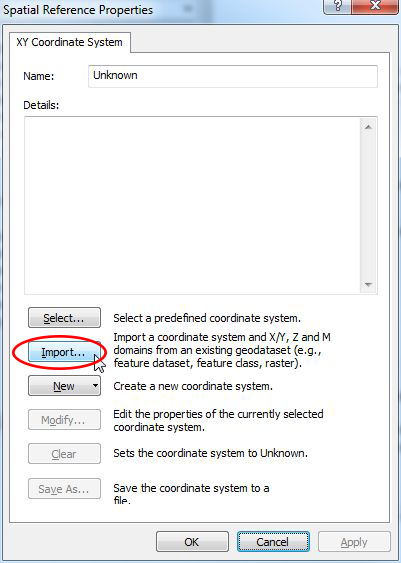 Spatial Reference Properties
?
XY Coordinate System
Name: Unknown
Details:
Select... Select a predefined coordinate system.
Import a coordinate system and X/Y, Z and M
Import... domains from an existing geodataset (e.g.,
feature dataset, feature class, raster).
New Create a new coordinate system.
Modify... Edit the properties of the currently selected
coordinate system.
Clear Sets the coordinate system to Unknown.
Save As... Save the coordinate system to a
file.
OK Cancel Apply